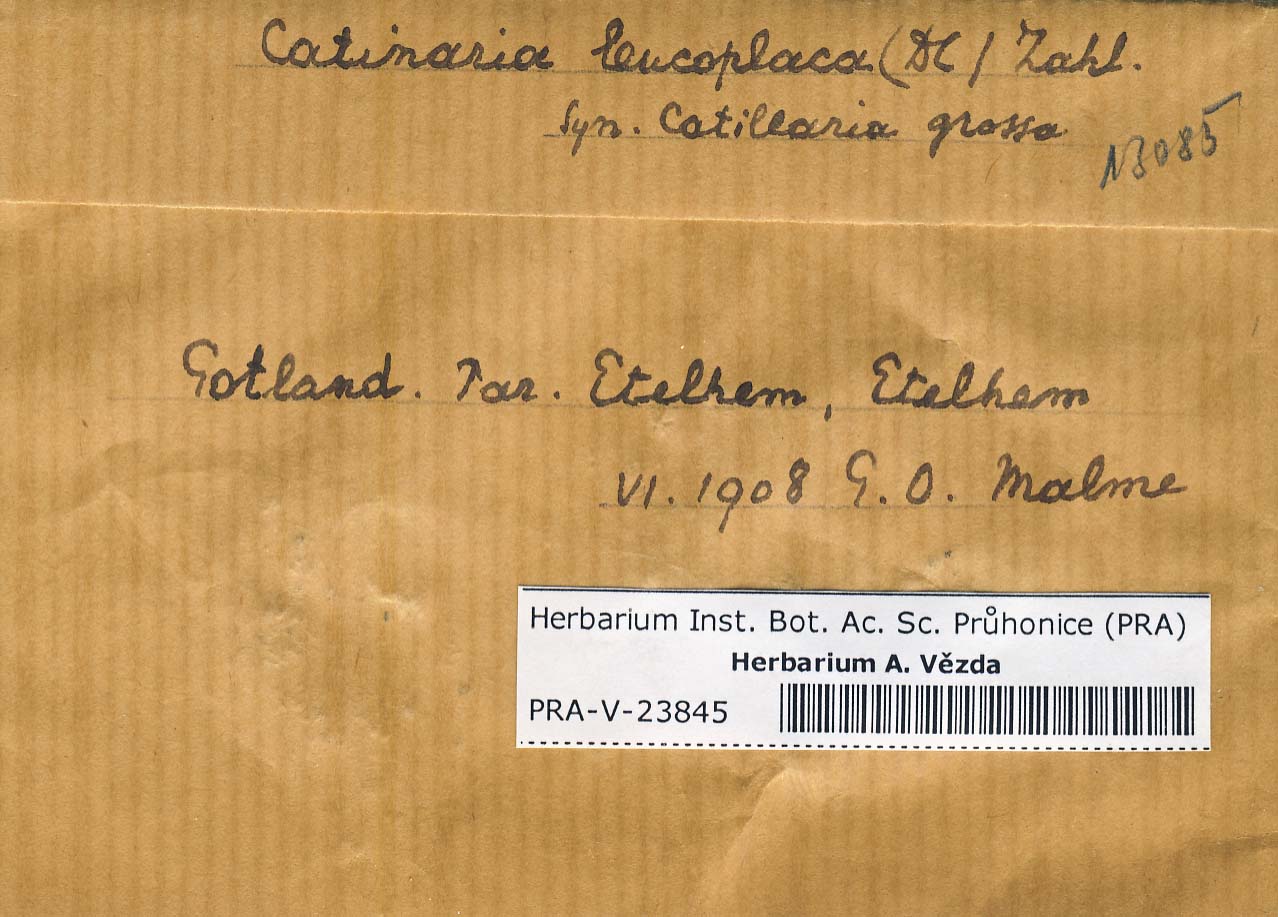 Catinaria leucoplaca (DC) Zahl.
Syn. Catillaria grossa
13085
Gotland. Par. Etelhem, Etelhem
VI. 1908 G. O. Malme
Herbarium Inst. Bot. Ac. Sc. Průhonice (PRA)
Herbarium A. Vězda
PRA-V-23845